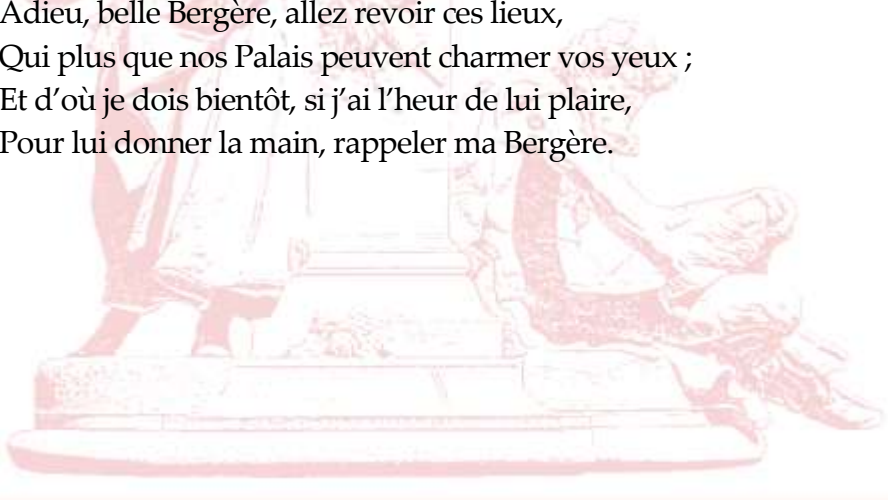 Adieu, belle Bergère, allez revoir ces lieux,
Qui plus que nos Palais peuvent charmer vos yeux ;
Et d’où je dois bientôt, si j’ai l’heur de lui plaire,
Pour lui donner la main, rappeler ma Bergère.